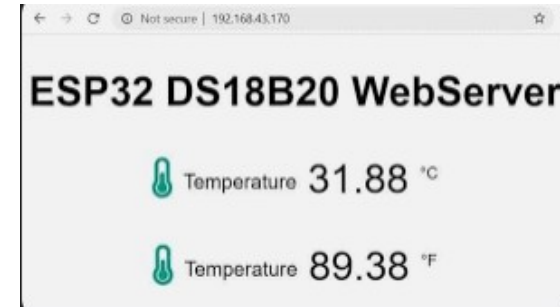 Not secure | 192.168.43.170
ESP32 DS18B20 WebServer
Temperature 31.88 °C
Temperature 89.38 °F